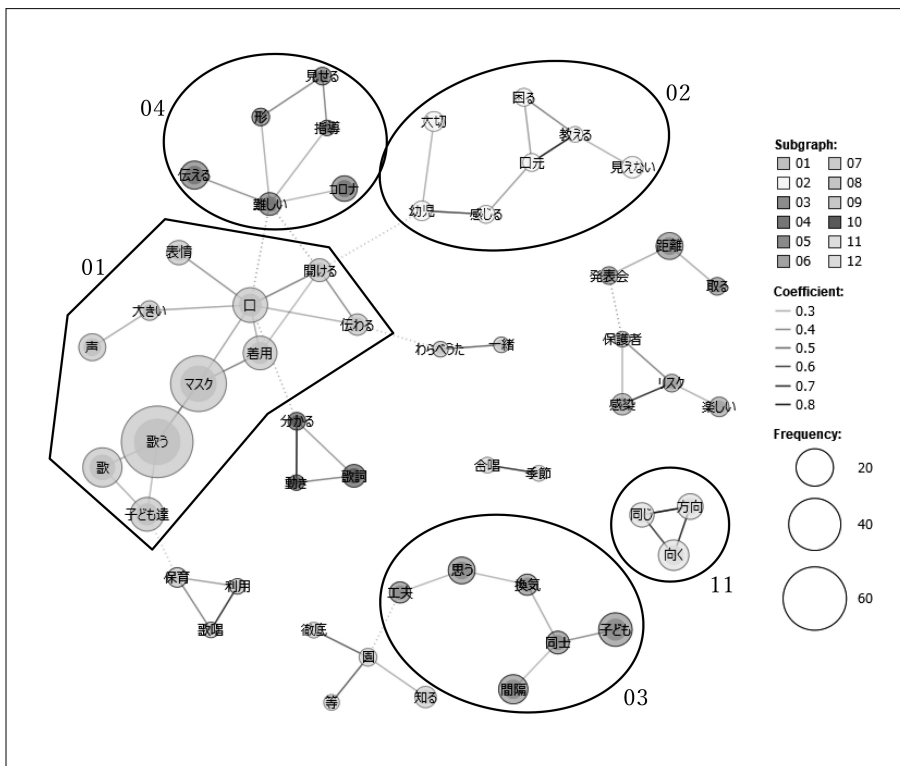 見せる
04
02
困る
形
大切
指導
教える
口元
見えない
伝える
コロナ
難しい
幼児
感じる
01
表情
開ける
距離
発表会
取る
大きい
口
伝わる
声
着用
わらべうた
一緒
保護者
マスク
リスク
感染
楽しい
分かる
歌う
歌
動き
歌詞
合唱
季節
子ども達
同じ
方向
向く
11
保育
利用
歌唱
思う
工夫
換気
徹底
園
同士
子ども
等
知る
間隔
03
Subgraph:
01 07
02 08
03 09
04 10
05 11
06 12
Coefficient:
0.3
0.4
0.5
0.6
0.7
0.8
Frequency:
20
40
60